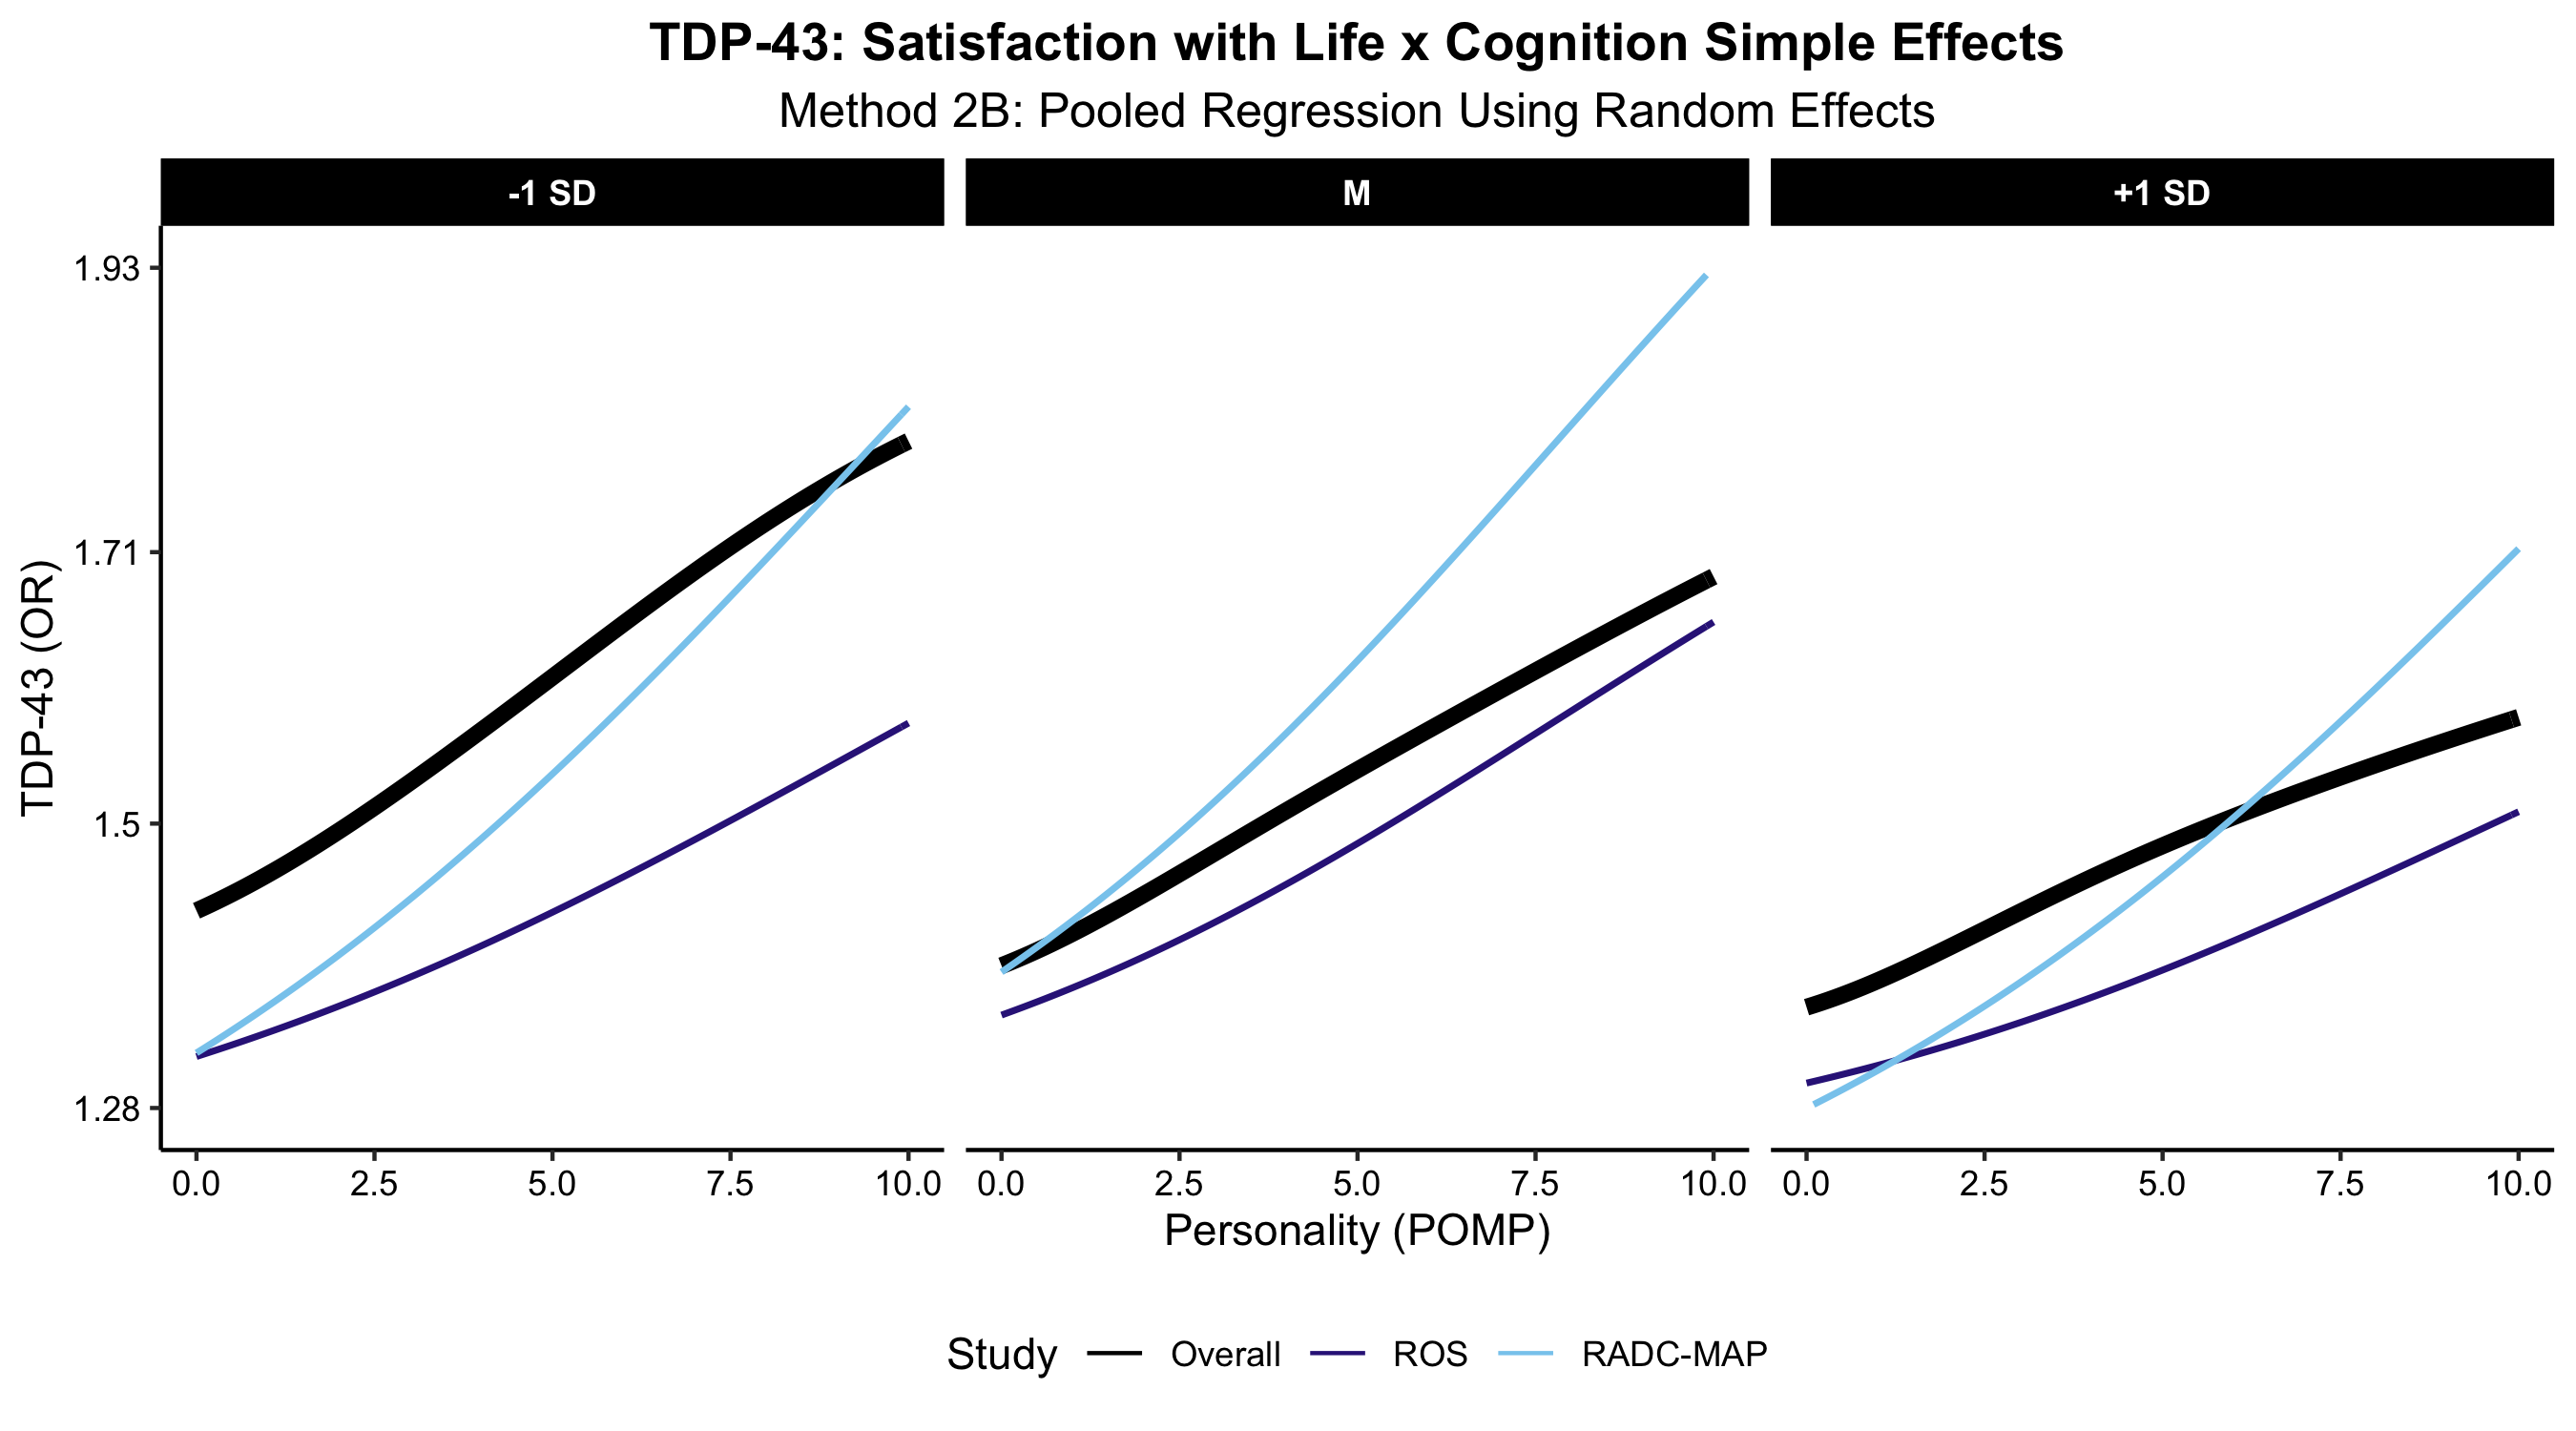 TDP-43: Satisfaction with Life x Cognition Simple Effects
Method 2B: Pooled Regression Using Random Effects
-1 SD M +1 SD
1.93
1.71
1.5
1.28
TDP-43 (OR)
0.0 2.5 5.0 7.5 10.0 0.0 2.5 5.0 7.5 10.0 0.0 2.5 5.0 7.5 10.0
Personality (POMP)
Study Overall ROS RADC-MAP